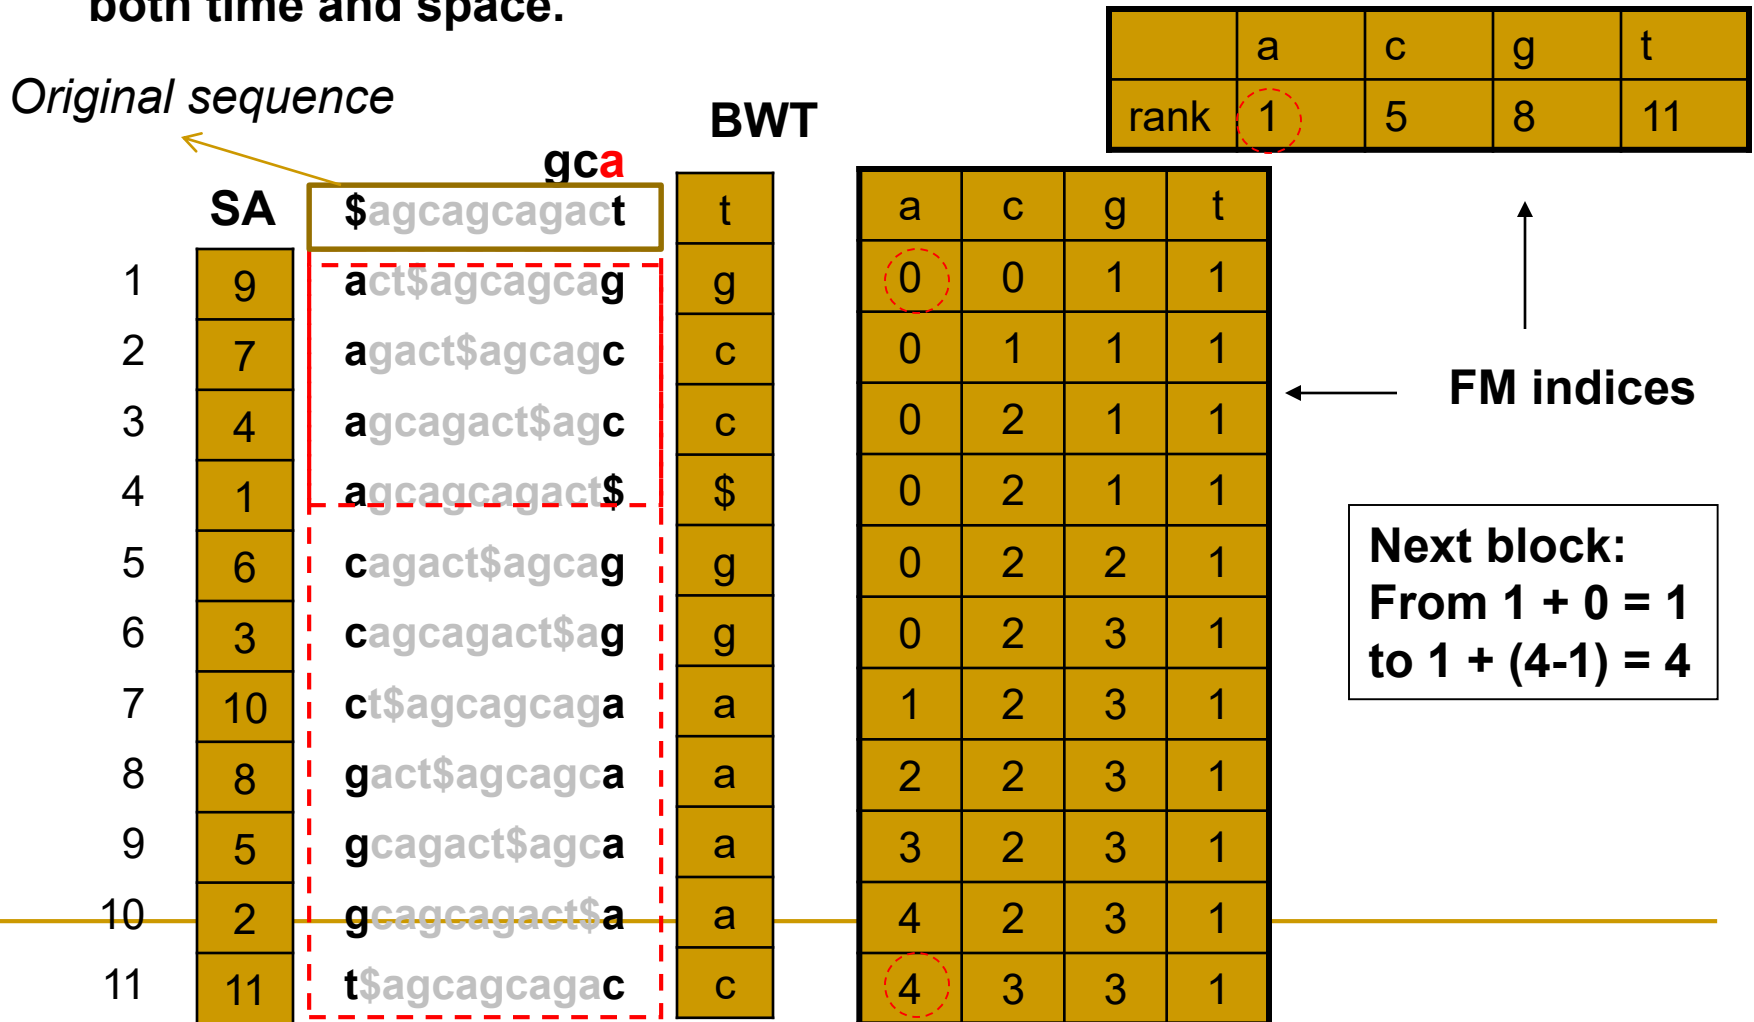 both time and space.
a c g t
rank 1 5 8 11
Original sequence
BWT
gca
SA $agcagcagact t a c g t
1 9 act$agcagcag g 0 0 1 1
2 7 agact$agcagc c 0 1 1 1
3 4 agcagact$agc c 0 2 1 1
4 1 agcagcagact$ $ 0 2 1 1
5 6 cagact$agcag g 0 2 2 1
6 3 cagcagact$ag g 0 2 3 1
7 10 ct$agcagcaga a 1 2 3 1
8 8 gact$agcagca a 2 2 3 1
9 5 gcagact$agca a 3 2 3 1
10 2 gcagcagact$a a 4 2 3 1
11 11 t$agcagcagac c 4 3 3 1
FM indices
Next block:
From 1 + 0 = 1
to 1 + (4-1) = 4